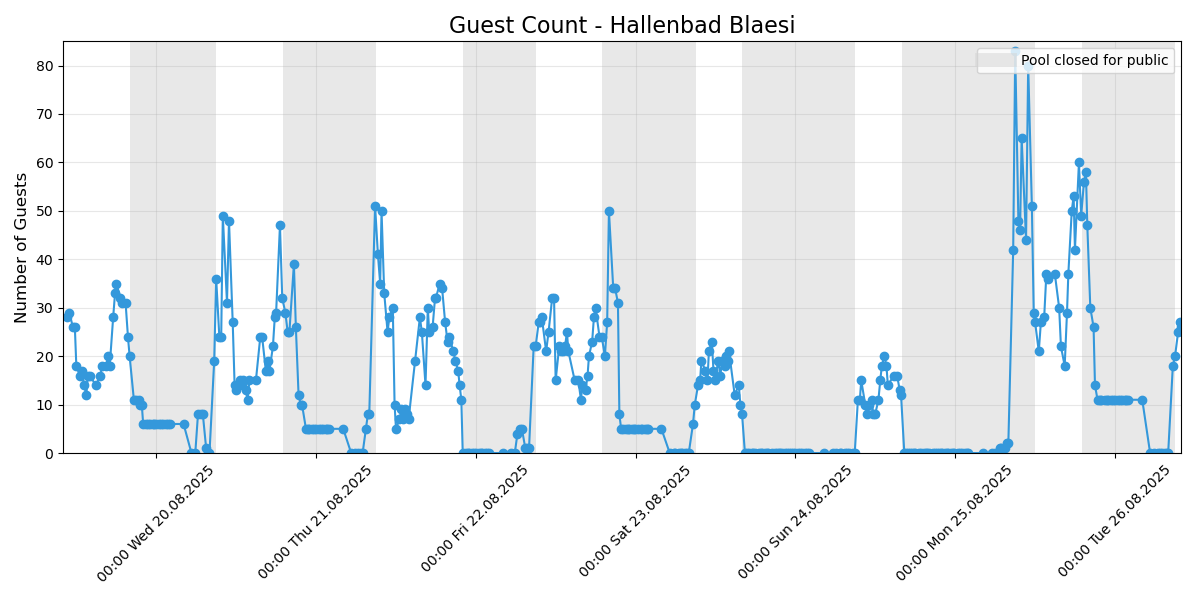 Guest Count - Hallenbad Blaesi
Pool closed for public
Number of Guests
80
70
60
50
40
30
20
10
0
00:00 Wed 20.08.2025
00:00 Thu 21.08.2025
00:00 Fri 22.08.2025
00:00 Sat 23.08.2025
00:00 Sun 24.08.2025
00:00 Mon 25.08.2025
00:00 Tue 26.08.2025